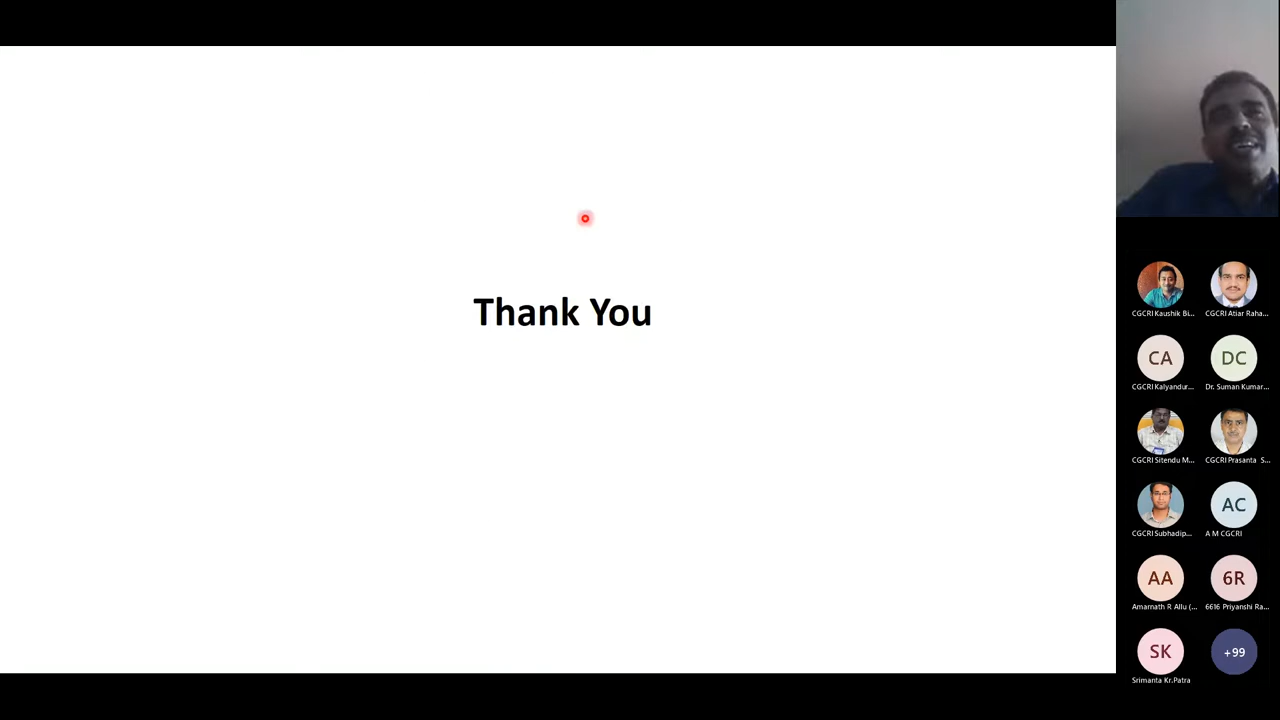 Thank You
CGCRI Kaushik Bi...
CGCRI Atiar Raha...
CA
DC
CGCRI Kalyandur...
Dr. Suman Kumar...
CGCRI Sitendu M...
CGCRI Prasanta S...
AC
CGCRI Subhadip...
A M CGCRI
AA
6R
Amarnath R Allu (...
6616 Priyanshi Ra...
SK
+99
Srimanta Kr.Patra